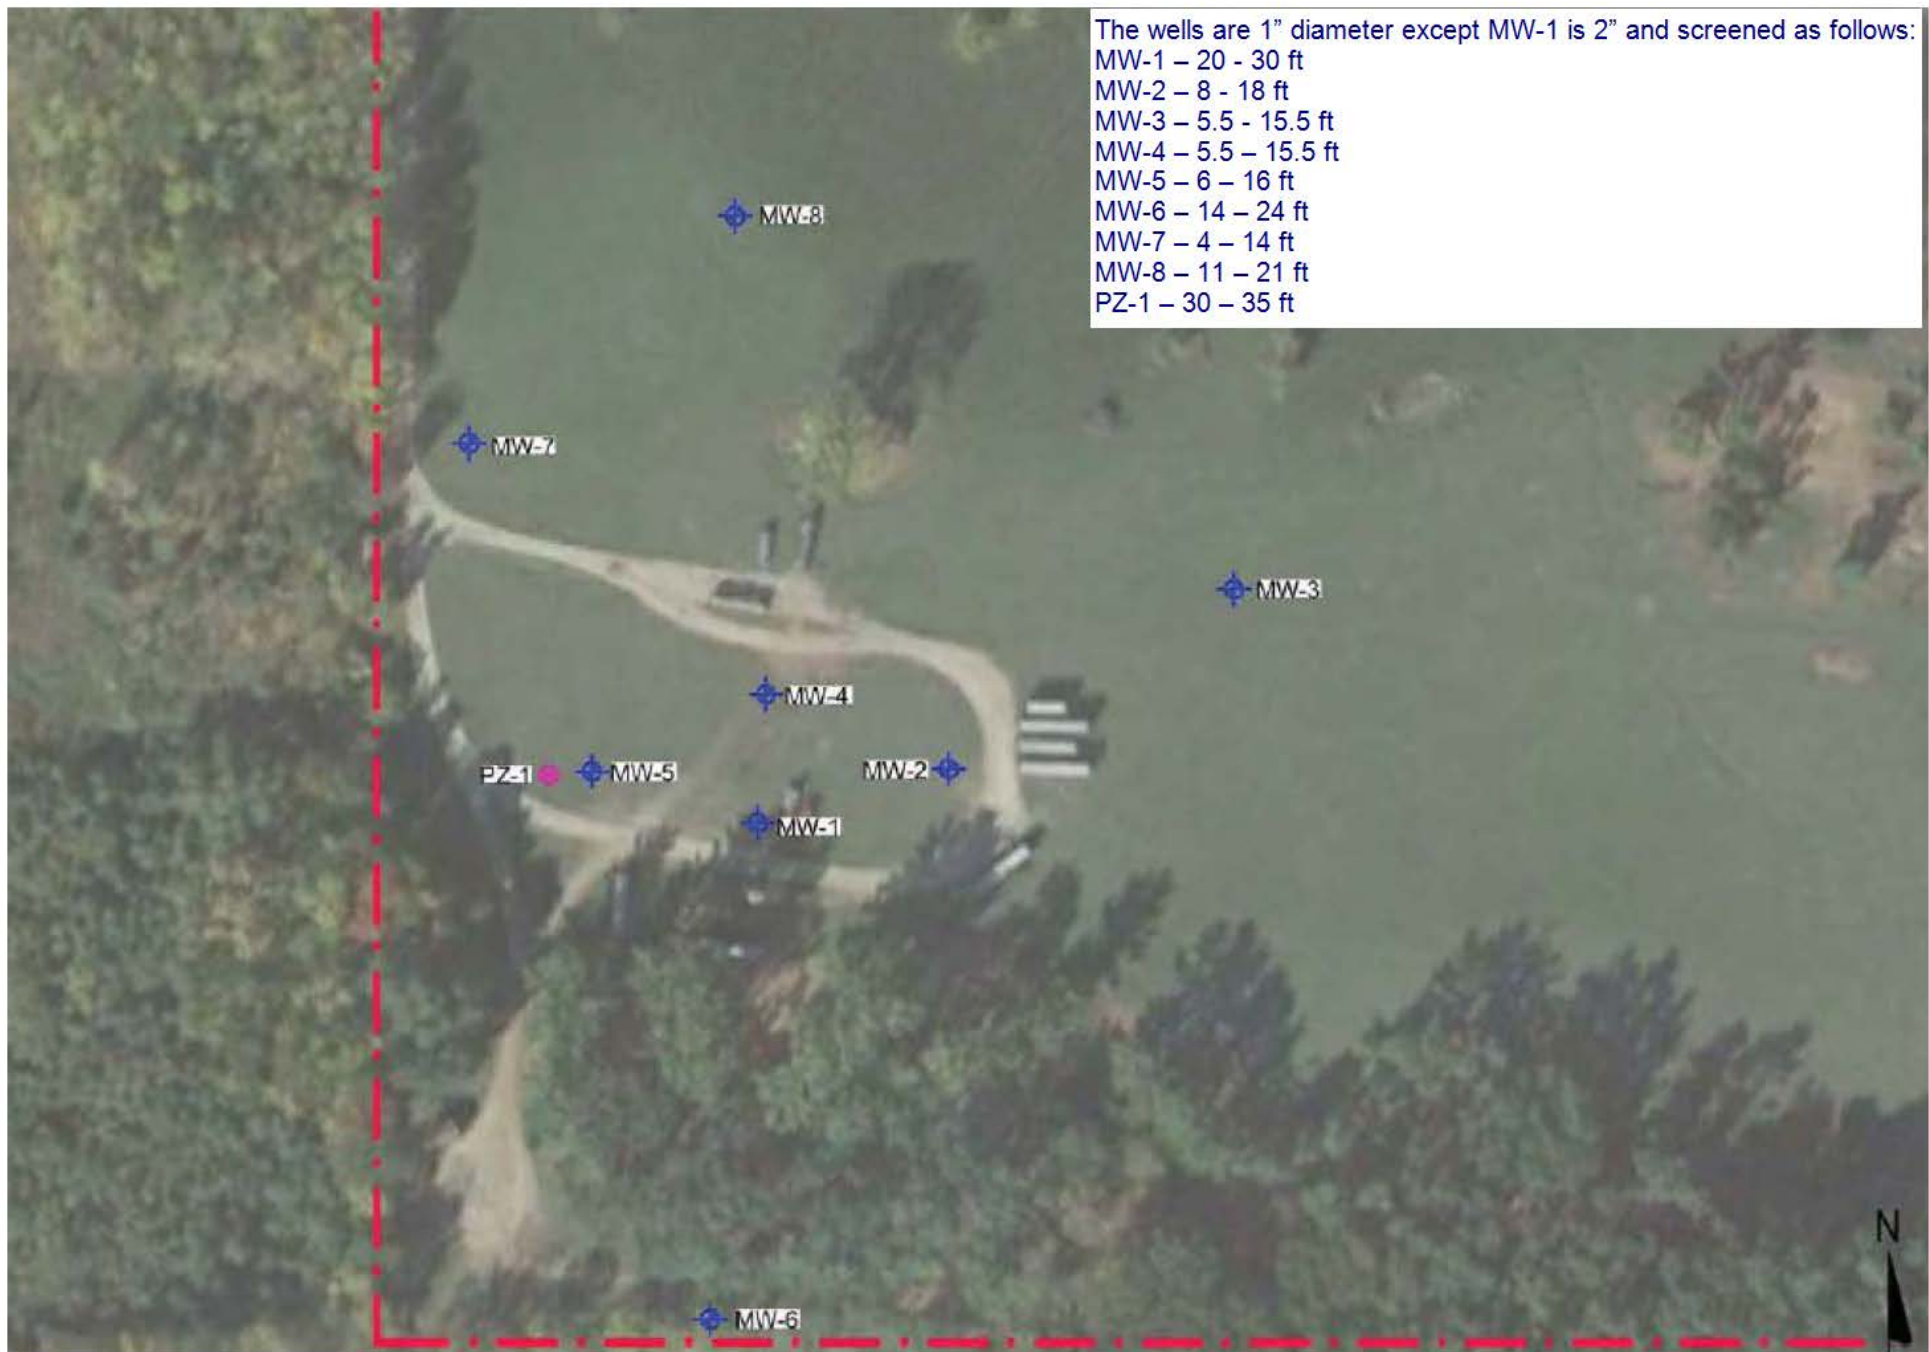 The wells are 1” diameter except MW-1 is 2” and screened as follows:
MW-1 – 20 - 30 ft
MW-2 – 8 - 18 ft
MW-3 – 5.5 - 15.5 ft
MW-4 – 5.5 – 15.5 ft
MW-5 – 6 – 16 ft
MW-6 – 14 – 24 ft
MW-7 – 4 – 14 ft
MW-8 – 11 – 21 ft
PZ-1 – 30 – 35 ft
MW-8
MW-7
MW-3
MW-4
PZ-1
MW-5
MW-2
MW-1
N
MW-6